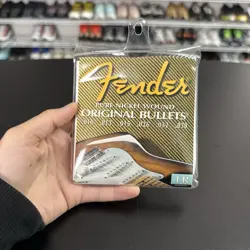 Fender
PURE NICKEL WOUND
ORIGINAL BULLETS